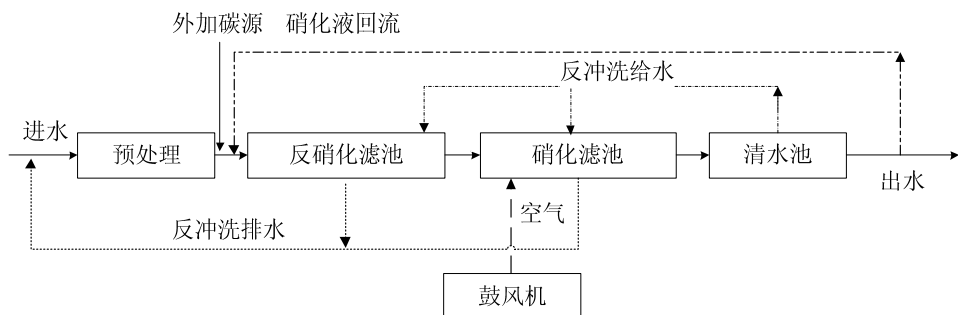 外加碳源 硝化液回流
反冲洗给水
进水
预处理
反硝化滤池
硝化滤池
清水池
出水
空气
反冲洗排水
鼓风机